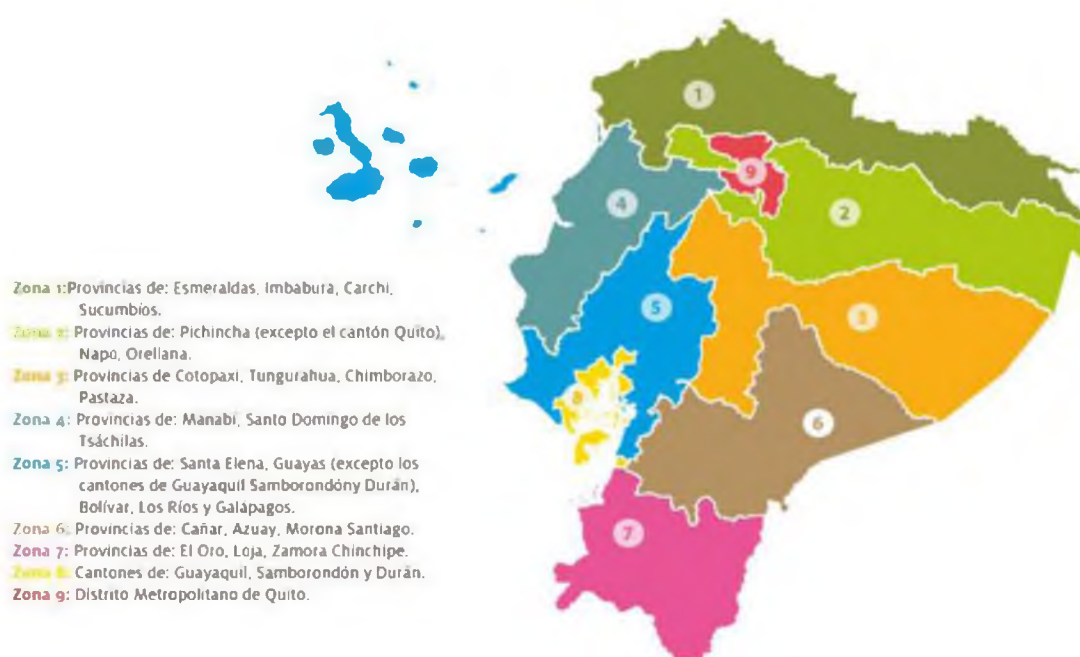 Zona 1:Provincias de: Esmeraldas, Imbabura, Carchi,
Sucumbíos.
Zona 2: Provincias de: Pichincha (excepto el cantón Quito),
Napo, Orellana.
Zona 3: Provincias de Cotopaxi, Tungurahua, Chimborazo,
Pastaza.
Zona 4: Provincias de: Manabí, Santo Domingo de los
Tsáchilas.
Zona 5: Provincias de: Santa Elena, Guayas (excepto los
cantones de Guayaquil Samborondóny Durán),
Bolívar, Los Ríos y Galápagos.
Zona 6: Provincias de: Cañar, Azuay, Morona Santiago.
Zona 7: Provincias de: El Oro, Loja, Zamora Chinchipe.
Zona 8: Cantones de: Guayaquil, Samborondón y Durán.
Zona 9: Distrito Metropolitano de Quito.
1
9
2
4
5
3
8
6
7